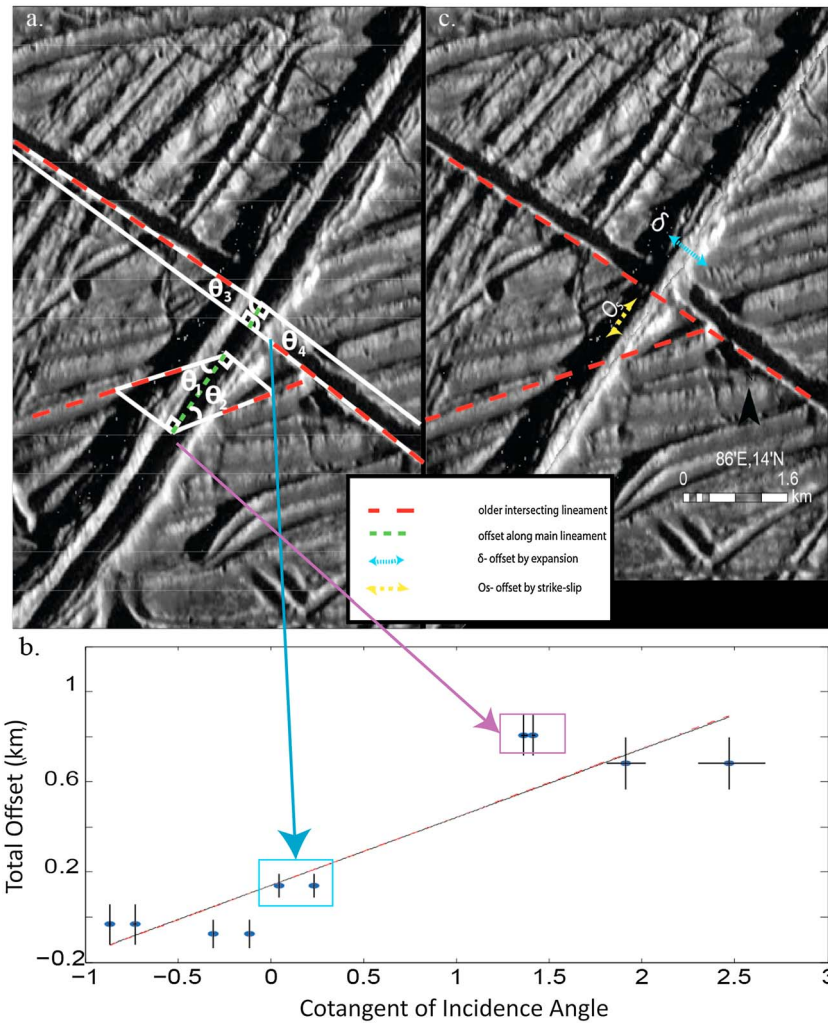 a.
c.
θ3
θ4
θ1
θ2
δ
Os
86'E,14'N
0 1.6
km
older intersecting lineament
offset along main lineament
δ- offset by expansion
Os- offset by strike-slip
b.
Total Offset (km)
1
0.6
0.2
−0.2
−1 −0.5 0 0.5 1 1.5 2 2.5 3
Cotangent of Incidence Angle